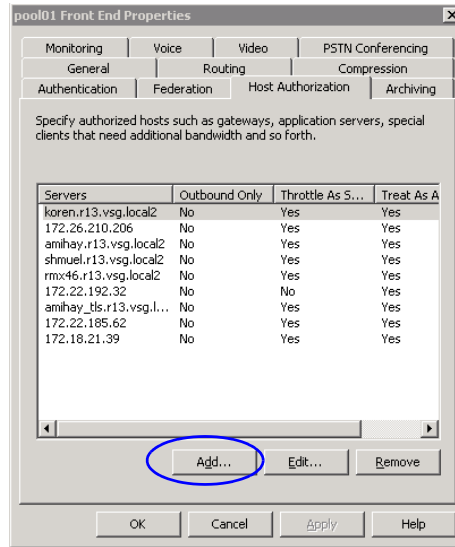 pool01 Front End Properties
Monitoring Voice Video PSTN Conferencing
General Routing Compression
Authentication Federation Host Authorization Archiving
Specify authorized hosts such as gateways, application servers, special
clients that need additional bandwidth and so forth.
Servers Outbound Only Throttle As S... Treat As A
koren.r13.vsg.local2 No Yes Yes
172.26.210.206 No Yes Yes
amihay.r13.vsg.local2 No Yes Yes
shmuel.r13.vsg.local2 No Yes Yes
rmx46.r13.vsg.local2 No Yes Yes
172.22.192.32 No No Yes
amihay_tls.r13.vsg.l... No Yes Yes
172.22.185.62 No Yes Yes
172.18.21.39 No Yes Yes
Add... Edit... Remove
OK Cancel Apply Help